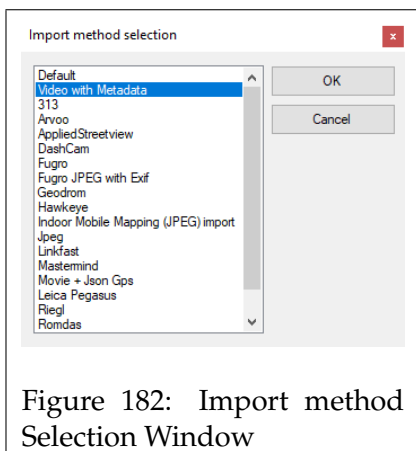 Import method selection
x
Default
Video with Metadata
313
Arvoo
AppliedStreetview
DashCam
Fugro
Fugro JPEG with Exif
Geodrom
Hawkeye
Indoor Mobile Mapping (JPEG) import
Jpeg
Linkfast
Mastermind
Movie + Json Gps
Leica Pegasus
Riegl
Romdas
OK
Cancel
Figure 182: Import method
Selection Window